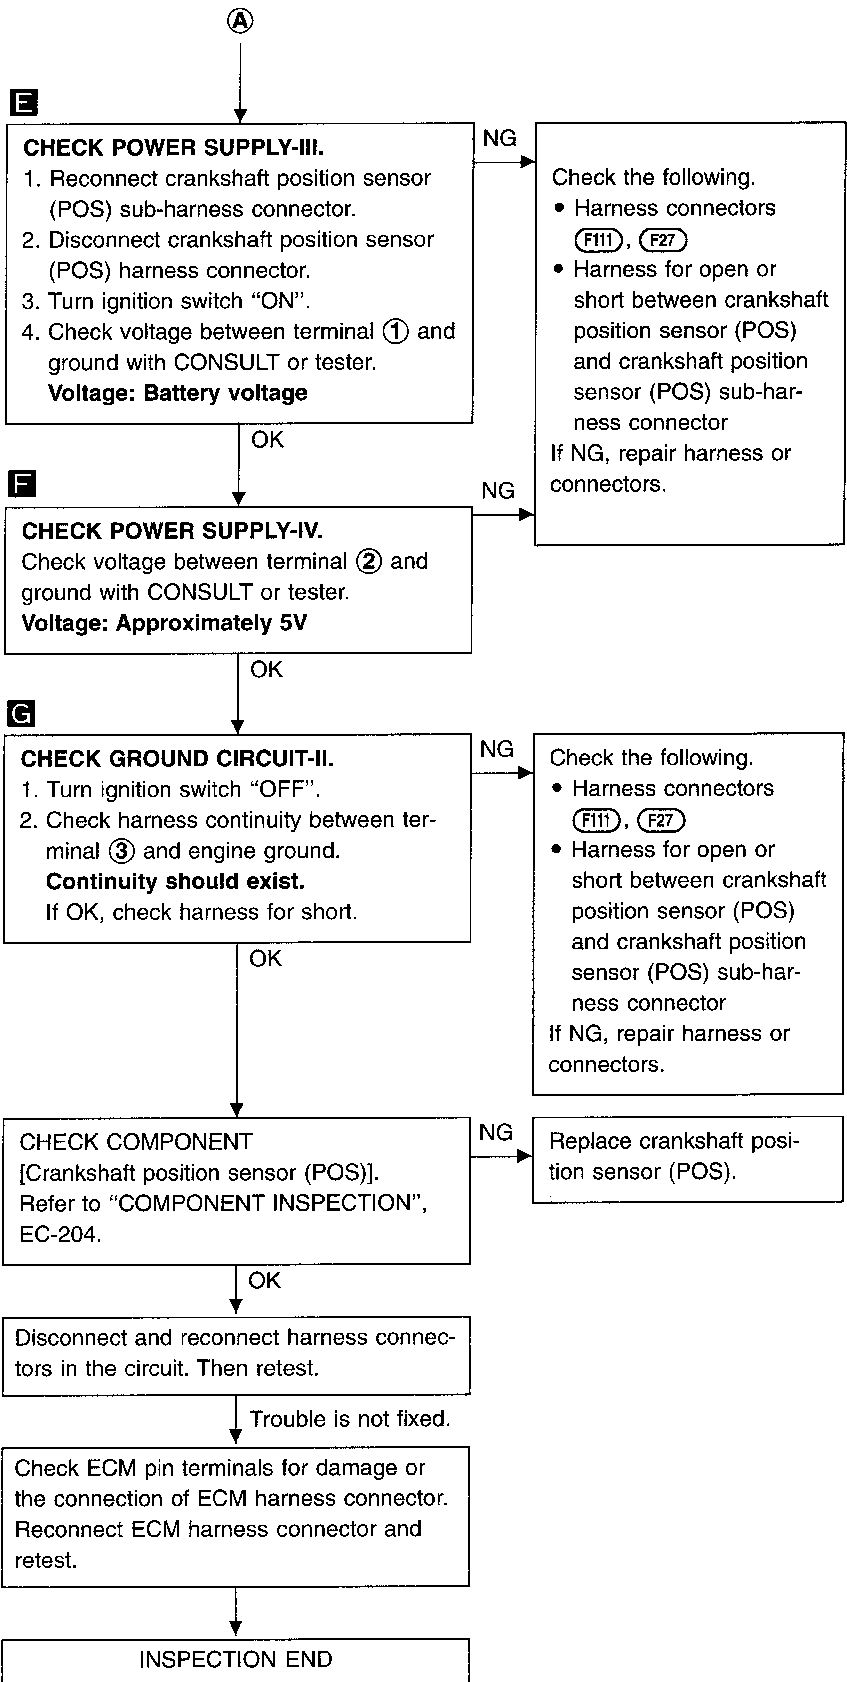 A
E
CHECK POWER SUPPLY-III.
1. Reconnect crankshaft position sensor
(POS) sub-harness connector.
2. Disconnect crankshaft position sensor
(POS) harness connector.
3. Turn ignition switch “ON”.
4. Check voltage between terminal ① and
ground with CONSULT or tester.
Voltage: Battery voltage
NG
Check the following.
• Harness connectors
F111, F27
• Harness for open or
short between crankshaft
position sensor (POS)
and crankshaft position
sensor (POS) sub-har-
ness connector
If NG, repair harness or
connectors.
OK
F
CHECK POWER SUPPLY-IV.
Check voltage between terminal ② and
ground with CONSULT or tester.
Voltage: Approximately 5V
NG
OK
G
CHECK GROUND CIRCUIT-II.
1. Turn ignition switch “OFF”.
2. Check harness continuity between ter-
minal ③ and engine ground.
Continuity should exist.
If OK, check harness for short.
NG
Check the following.
• Harness connectors
F111, F27
• Harness for open or
short between crankshaft
position sensor (POS)
and crankshaft position
sensor (POS) sub-har-
ness connector
If NG, repair harness or
connectors.
OK
CHECK COMPONENT
[Crankshaft position sensor (POS)].
Refer to “COMPONENT INSPECTION”,
EC-204.
NG
Replace crankshaft posi-
tion sensor (POS).
OK
Disconnect and reconnect harness connec-
tors in the circuit. Then retest.
Trouble is not fixed.
Check ECM pin terminals for damage or
the connection of ECM harness connector.
Reconnect ECM harness connector and
retest.
INSPECTION END